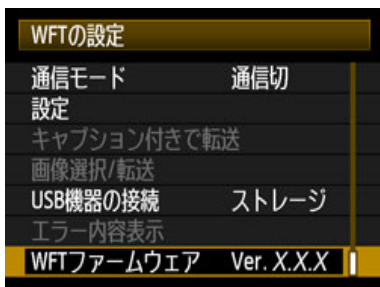 WFTの設定
通信モード 通信切
設定
キャプション付きで転送
画像選択/転送
USB機器の接続 ストレージ
エラー内容表示
WFTファームウェア Ver. X.X.X